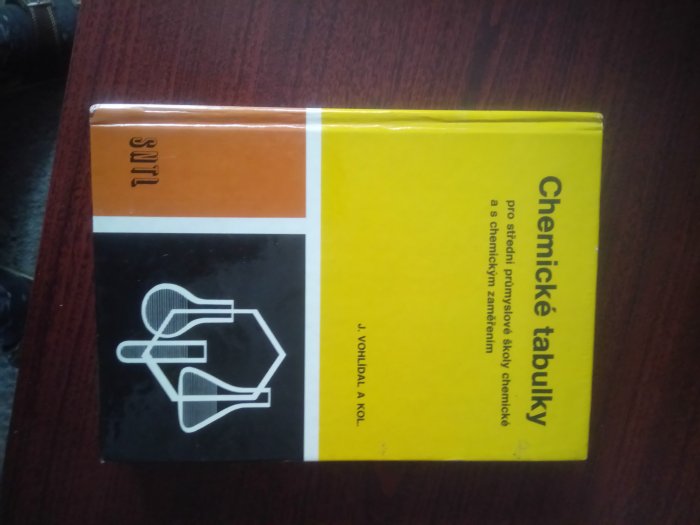 Chemické tabulky
pro střední průmyslové školy chemické
a s chemickým zaměřením
J. VOHLÍDAL A KOL.
SNTL